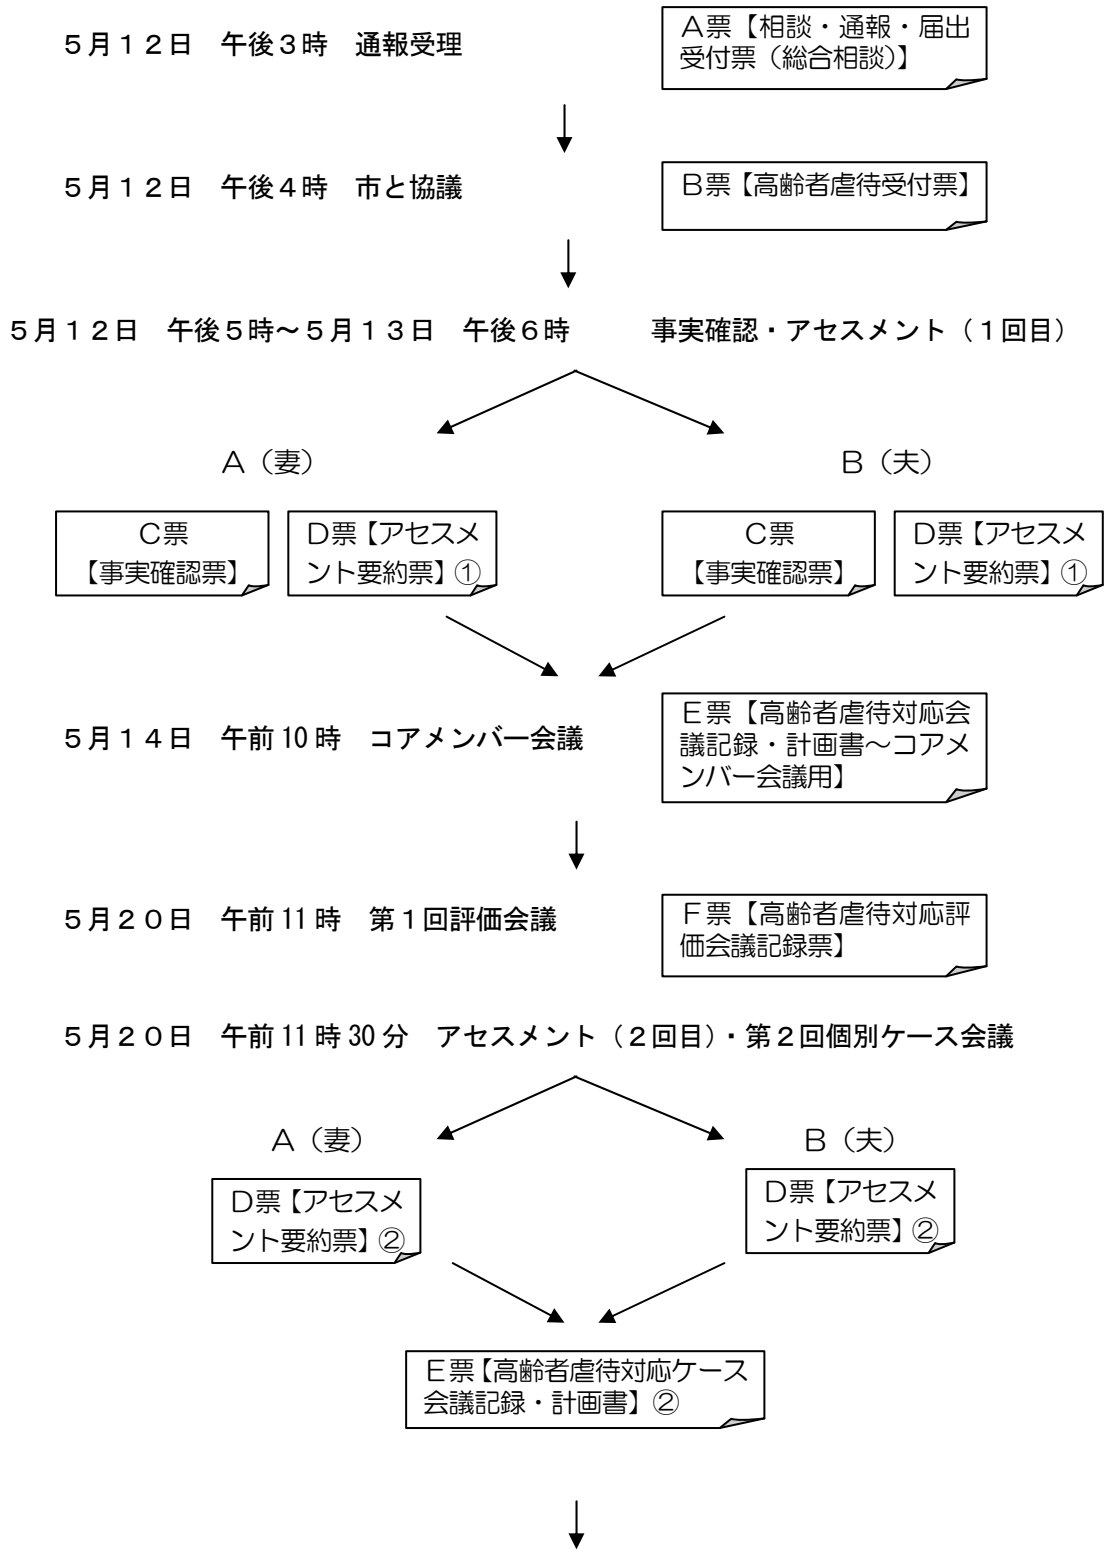 ５月１２日　午後３時　通報受理
Ａ票【相談・通報・届出
受付票（総合相談）】
５月１２日　午後４時　市と協議
Ｂ票【高齢者虐待受付票】
５月１２日　午後５時～５月１３日　午後６時　事実確認・アセスメント（１回目）
Ａ（妻）
Ｂ（夫）
Ｃ票
【事実確認票】
Ｄ票【アセスメ
ント要約票】①
Ｃ票
【事実確認票】
Ｄ票【アセスメ
ント要約票】①
５月１４日　午前10時　コアメンバー会議
Ｅ票【高齢者虐待対応会
議記録・計画書～コアメ
ンバー会議用】
５月２０日　午前11時　第１回評価会議
Ｆ票【高齢者虐待対応評
価会議記録票】
５月２０日　午前11時30分　アセスメント（２回目）・第２回個別ケース会議
Ａ（妻）
Ｂ（夫）
Ｄ票【アセスメ
ント要約票】②
Ｄ票【アセスメ
ント要約票】②
Ｅ票【高齢者虐待対応ケース
会議記録・計画書】②